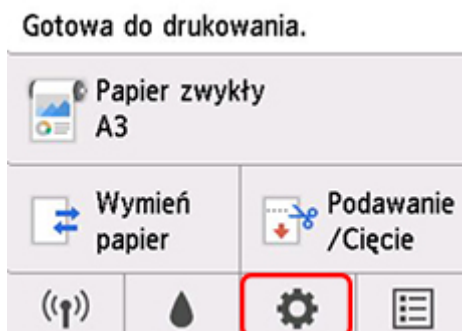 Gotowa do drukowania.
Papier zwykły
A3
Wymień
papier
Podawanie
/Cięcie